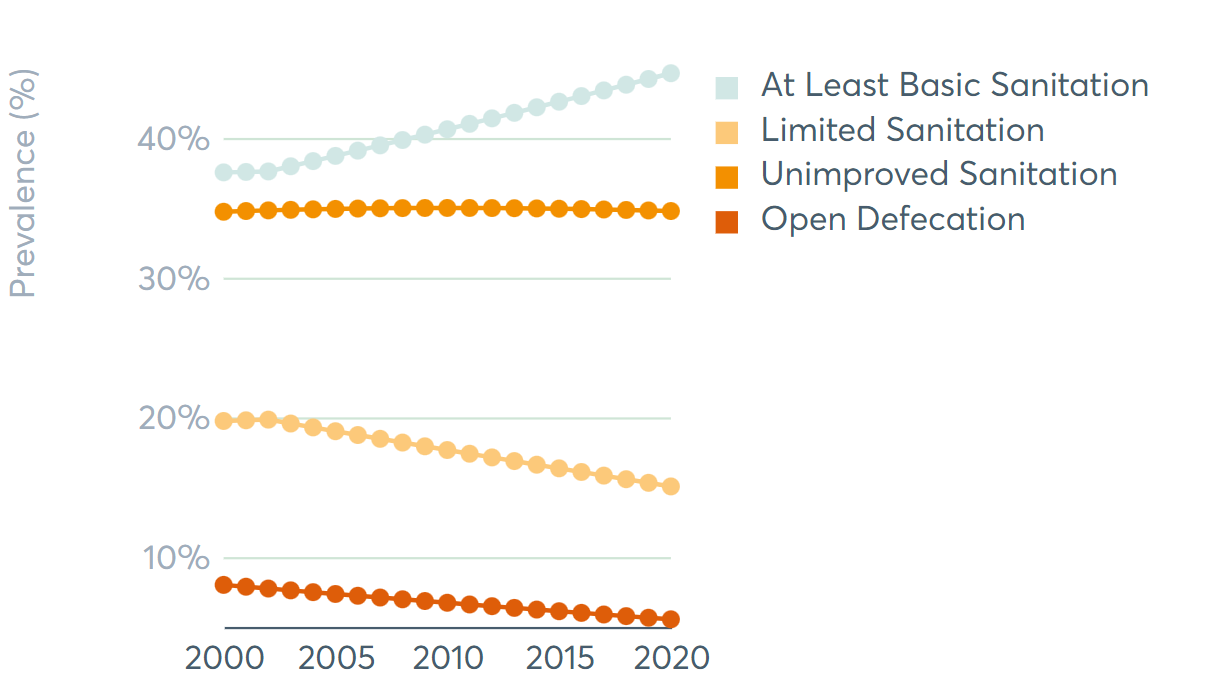 Prevalence (%)
40%
30%
20%
10%
2000 2005 2010 2015 2020
At Least Basic Sanitation
Limited Sanitation
Unimproved Sanitation
Open Defecation